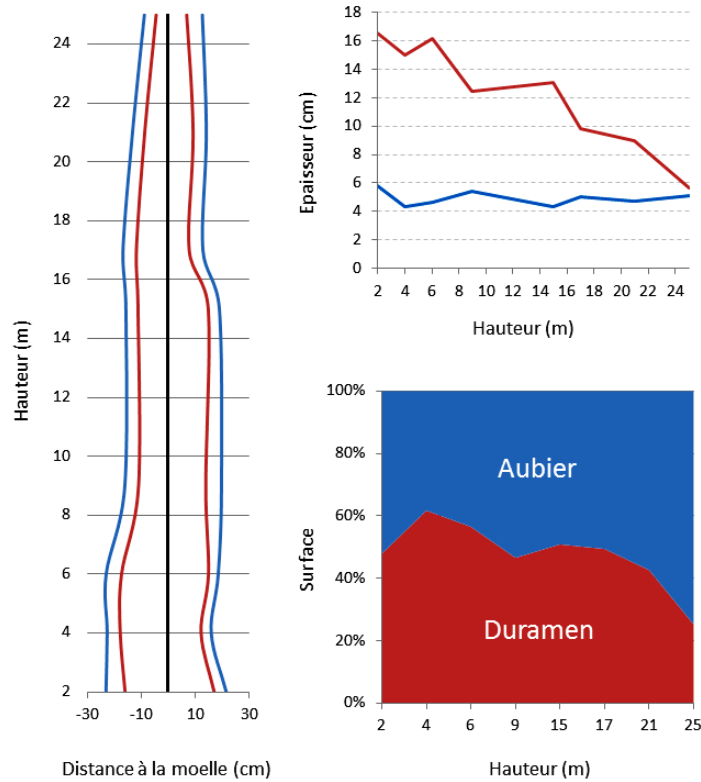 24
22
20
18
16
14
12
10
8
6
4
2
Hauteur (m)
-30 -10 10 30
Distance à la moelle (cm)
18
16
14
12
10
8
6
4
2
0
Epaisseur (cm)
2 4 6 8 10 12 14 16 18 20 22 24
Hauteur (m)
100%
80%
60%
40%
20%
0%
Surface
Aubier
Duramen
2 4 6 9 15 17 21 25
Hauteur (m)